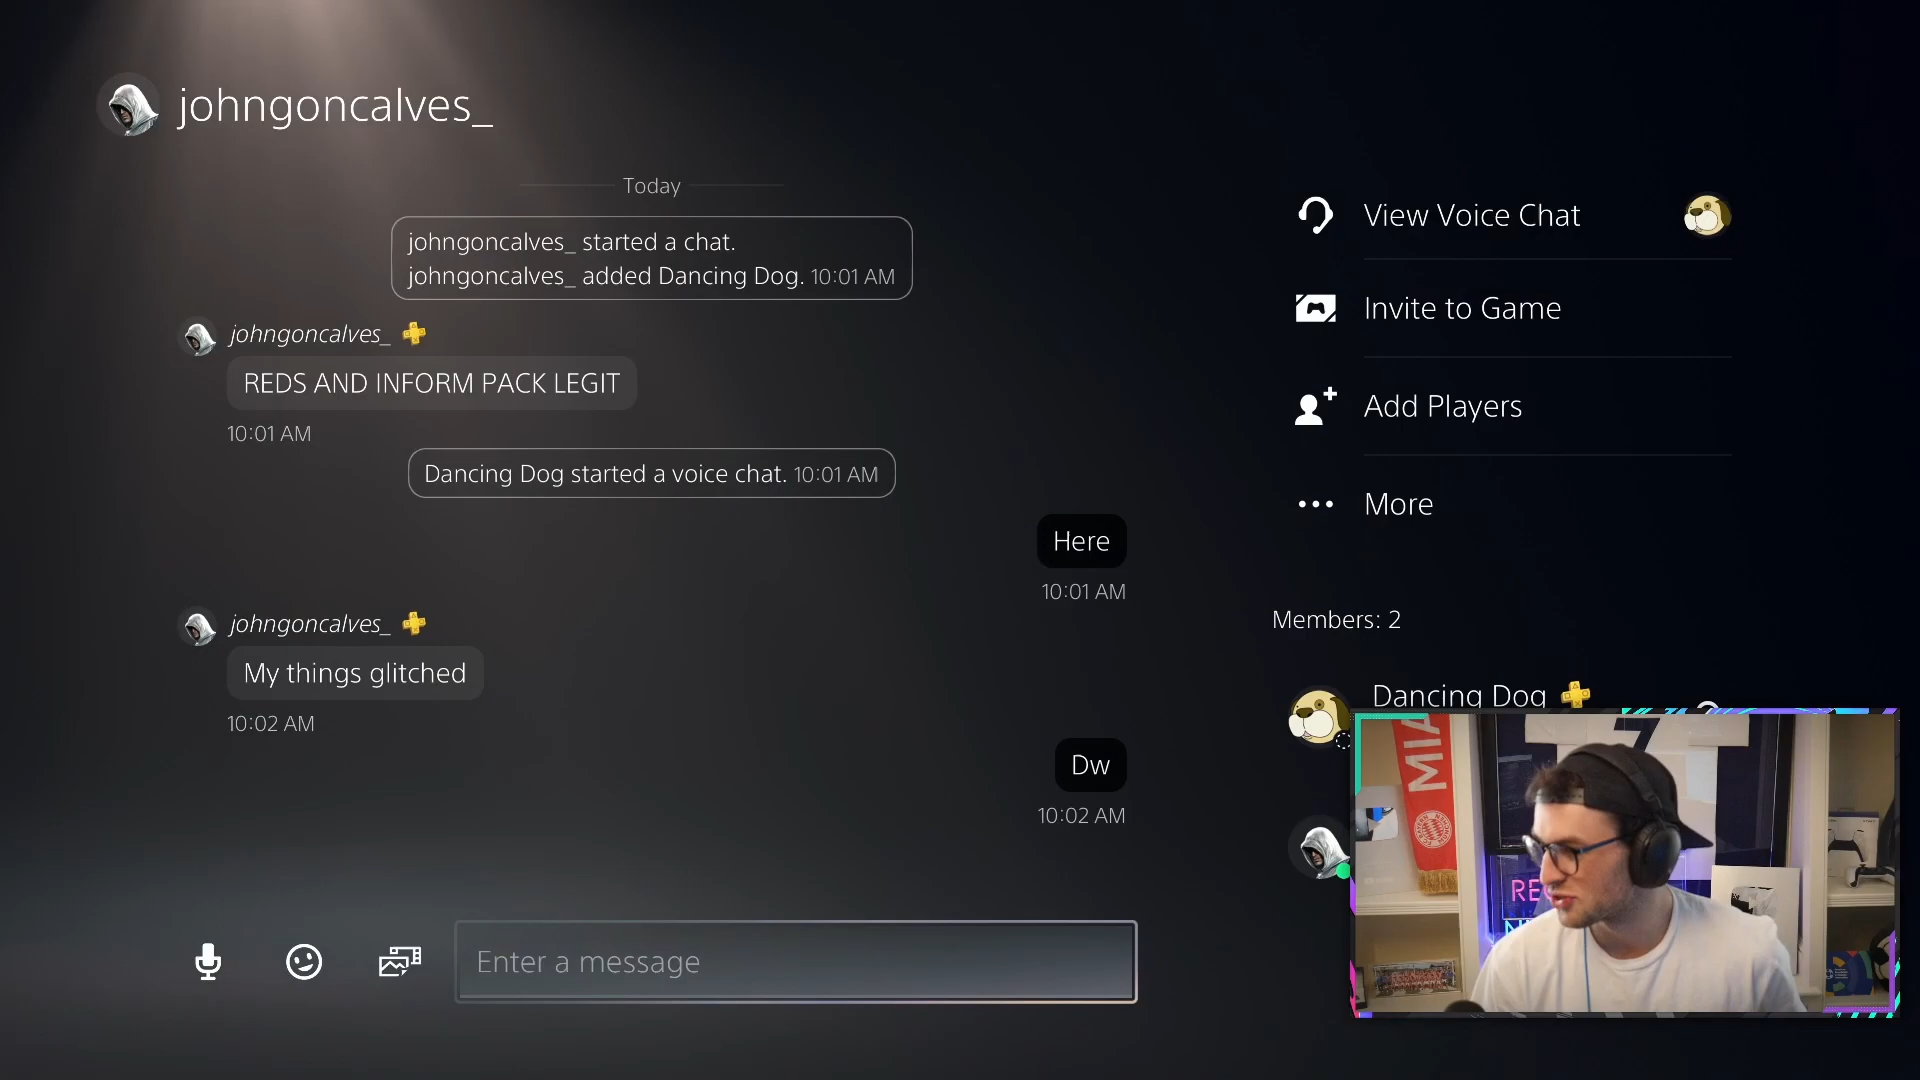 johngoncalves_
Today
johngoncalves_ started a chat.
johngoncalves_ added Dancing Dog. 10:01 AM
johngoncalves_
REDS AND INFORM PACK LEGIT
10:01 AM
Dancing Dog started a voice chat. 10:01 AM
Here
10:01 AM
johngoncalves_
My things glitched
10:02 AM
Dw
10:02 AM
Enter a message
View Voice Chat
Invite to Game
Add Players
More
Members: 2
Dancing Dog
MIA